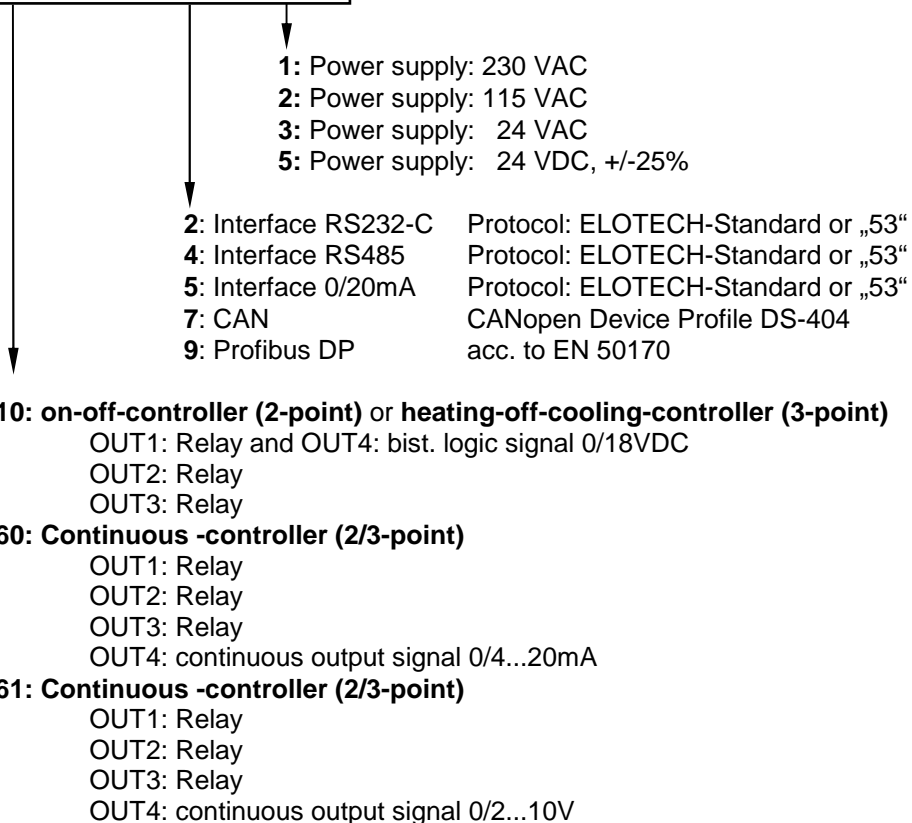 1: Power supply: 230 VAC
2: Power supply: 115 VAC
3: Power supply: 24 VAC
5: Power supply: 24 VDC, +/-25%
2: Interface RS232-C Protocol: ELOTECH-Standard or „53“
4: Interface RS485 Protocol: ELOTECH-Standard or „53“
5: Interface 0/20mA Protocol: ELOTECH-Standard or „53“
7: CAN CANopen Device Profile DS-404
9: Profibus DP acc. to EN 50170
10: on-off-controller (2-point) or heating-off-cooling-controller (3-point)
OUT1: Relay and OUT4: bist. logic signal 0/18VDC
OUT2: Relay
OUT3: Relay
60: Continuous -controller (2/3-point)
OUT1: Relay
OUT2: Relay
OUT3: Relay
OUT4: continuous output signal 0/4...20mA
61: Continuous -controller (2/3-point)
OUT1: Relay
OUT2: Relay
OUT3: Relay
OUT4: continuous output signal 0/2...10V